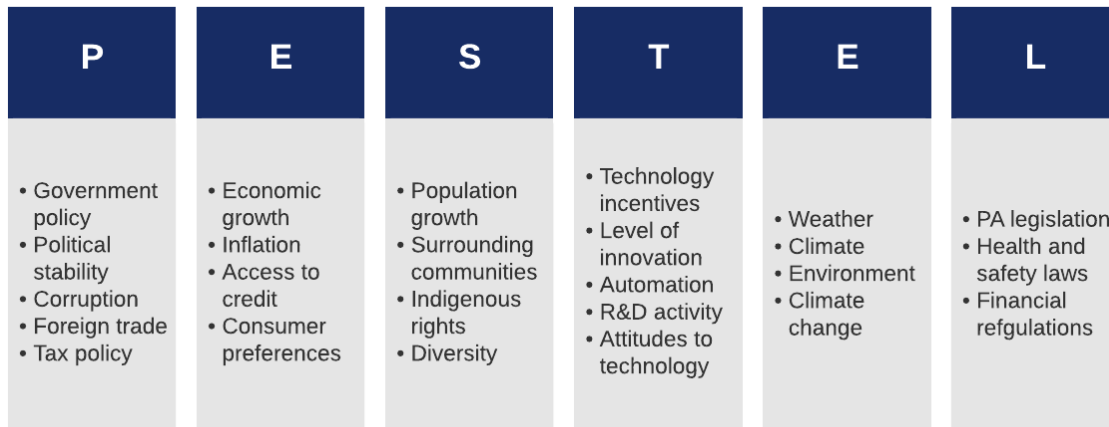 P
• Government
policy
• Political
stability
• Corruption
• Foreign trade
• Tax policy
E
• Economic
growth
• Inflation
• Access to
credit
• Consumer
preferences
S
• Population
growth
• Surrounding
communities
• Indigenous
rights
• Diversity
T
• Technology
incentives
• Level of
innovation
• Automation
• R&D activity
• Attitudes to
technology
E
• Weather
• Climate
• Environment
• Climate
change
L
• PA legislation
• Health and
safety laws
• Financial
refgulations